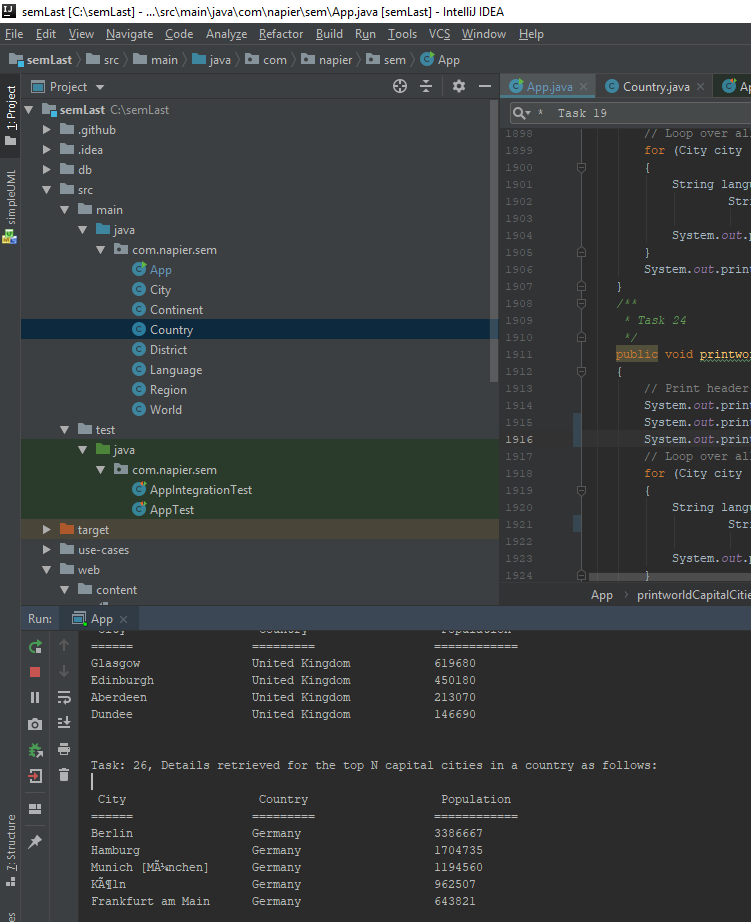 semLast [C:\semLast] - ...\src\main\java\com\napier\sem\App.java [semLast] - IntelliJ IDEA
File Edit View Navigate Code Analyze Refactor Build Run Tools VCS Window Help
semLast src main java com napier sem App
1: Project
simpleUML
Project
semLast C:\semLast
.github
.idea
db
src
main
java
com.napier.sem
App
City
Continent
Country
District
Language
Region
World
test
java
com.napier.sem
AppIntegrationTest
AppTest
target
use-cases
web
content
App.java Country.java Ap
* Task 19
1898 // Loop over al
1899 for (City city
1900 {
1901 String langu
1902 Stri
1903
1904 System.out.p
1905 }
1906 System.out.print
1907 }
1908 /**
1909 * Task 24
1910 */
1911 public void printwo
1912 {
1913 // Print header
1914 System.out.print
1915 System.out.print
1916 System.out.print
1917 // Loop over al
1918 for (City city
1919 {
1920 String langu
1921 Stri
1922
1923 System.out.p
1924 }
App printworldCapitalCitie
Run: App
City Country Population
====== ========= ============
Glasgow United Kingdom 619680
Edinburgh United Kingdom 450180
Aberdeen United Kingdom 213070
Dundee United Kingdom 146690
Task: 26, Details retrieved for the top N capital cities in a country as follows:
City Country Population
====== ========= ============
Berlin Germany 3386667
Hamburg Germany 1704735
Munich [MÃ¼nchen] Germany 1194560
KÃ¶ln Germany 962507
Frankfurt am Main Germany 643821
7: Structure